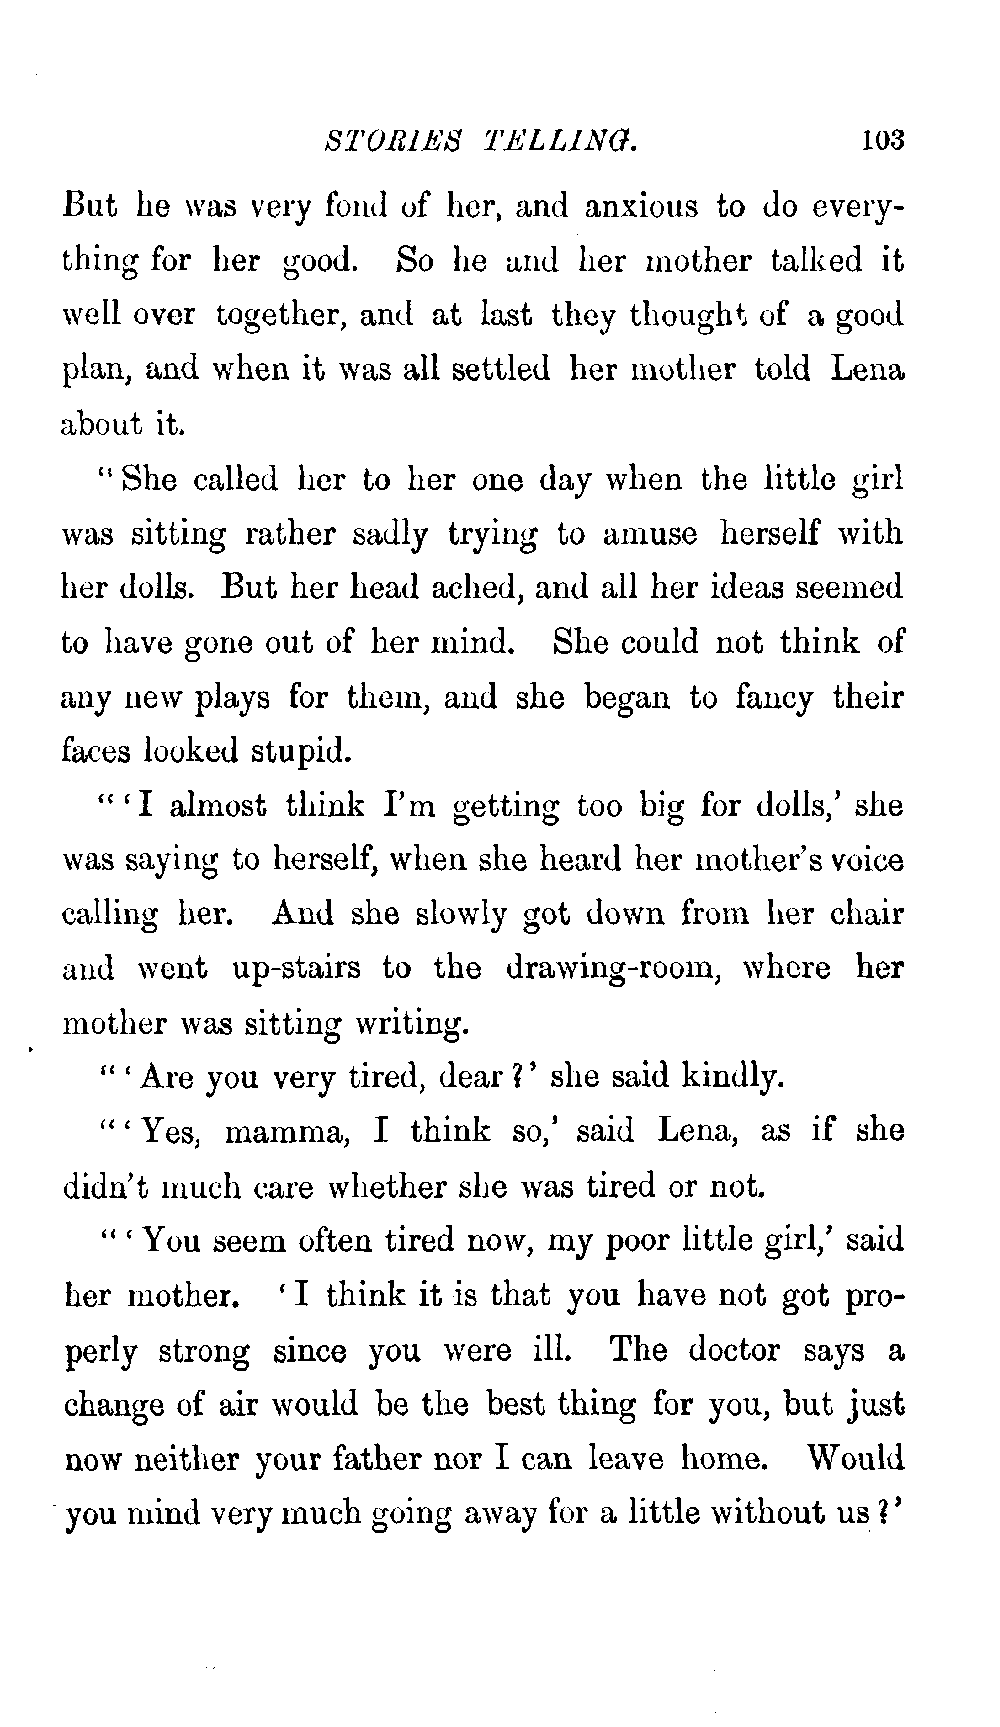 STORIES TELLING. 103
But he was very fond of her, and anxious to do every-
thing for her good. So he and her mother talked it
well over together, and at last they thought of a good
plan, and when it was all settled her mother told Lena
about it.
“She called her to her one day when the little girl
was sitting rather sadly trying to amuse herself with
her dolls. But her head ached, and all her ideas seemed
to have gone out of her mind. She could not think of
any new plays for them, and she began to fancy their
faces looked stupid.
“‘I almost think I’m getting too big for dolls,’ she
was saying to herself, when she heard her mother’s voice
calling her. And she slowly got down from her chair
and went up-stairs to the drawing-room, where her
mother was sitting writing.
“‘Are you very tired, dear?’ she said kindly.
“‘Yes, mamma, I think so,’ said Lena, as if she
didn’t much care whether she was tired or not.
“‘You seem often tired now, my poor little girl,’ said
her mother. ‘I think it is that you have not got pro-
perly strong since you were ill. The doctor says a
change of air would be the best thing for you, but just
now neither your father nor I can leave home. Would
you mind very much going away for a little without us?’